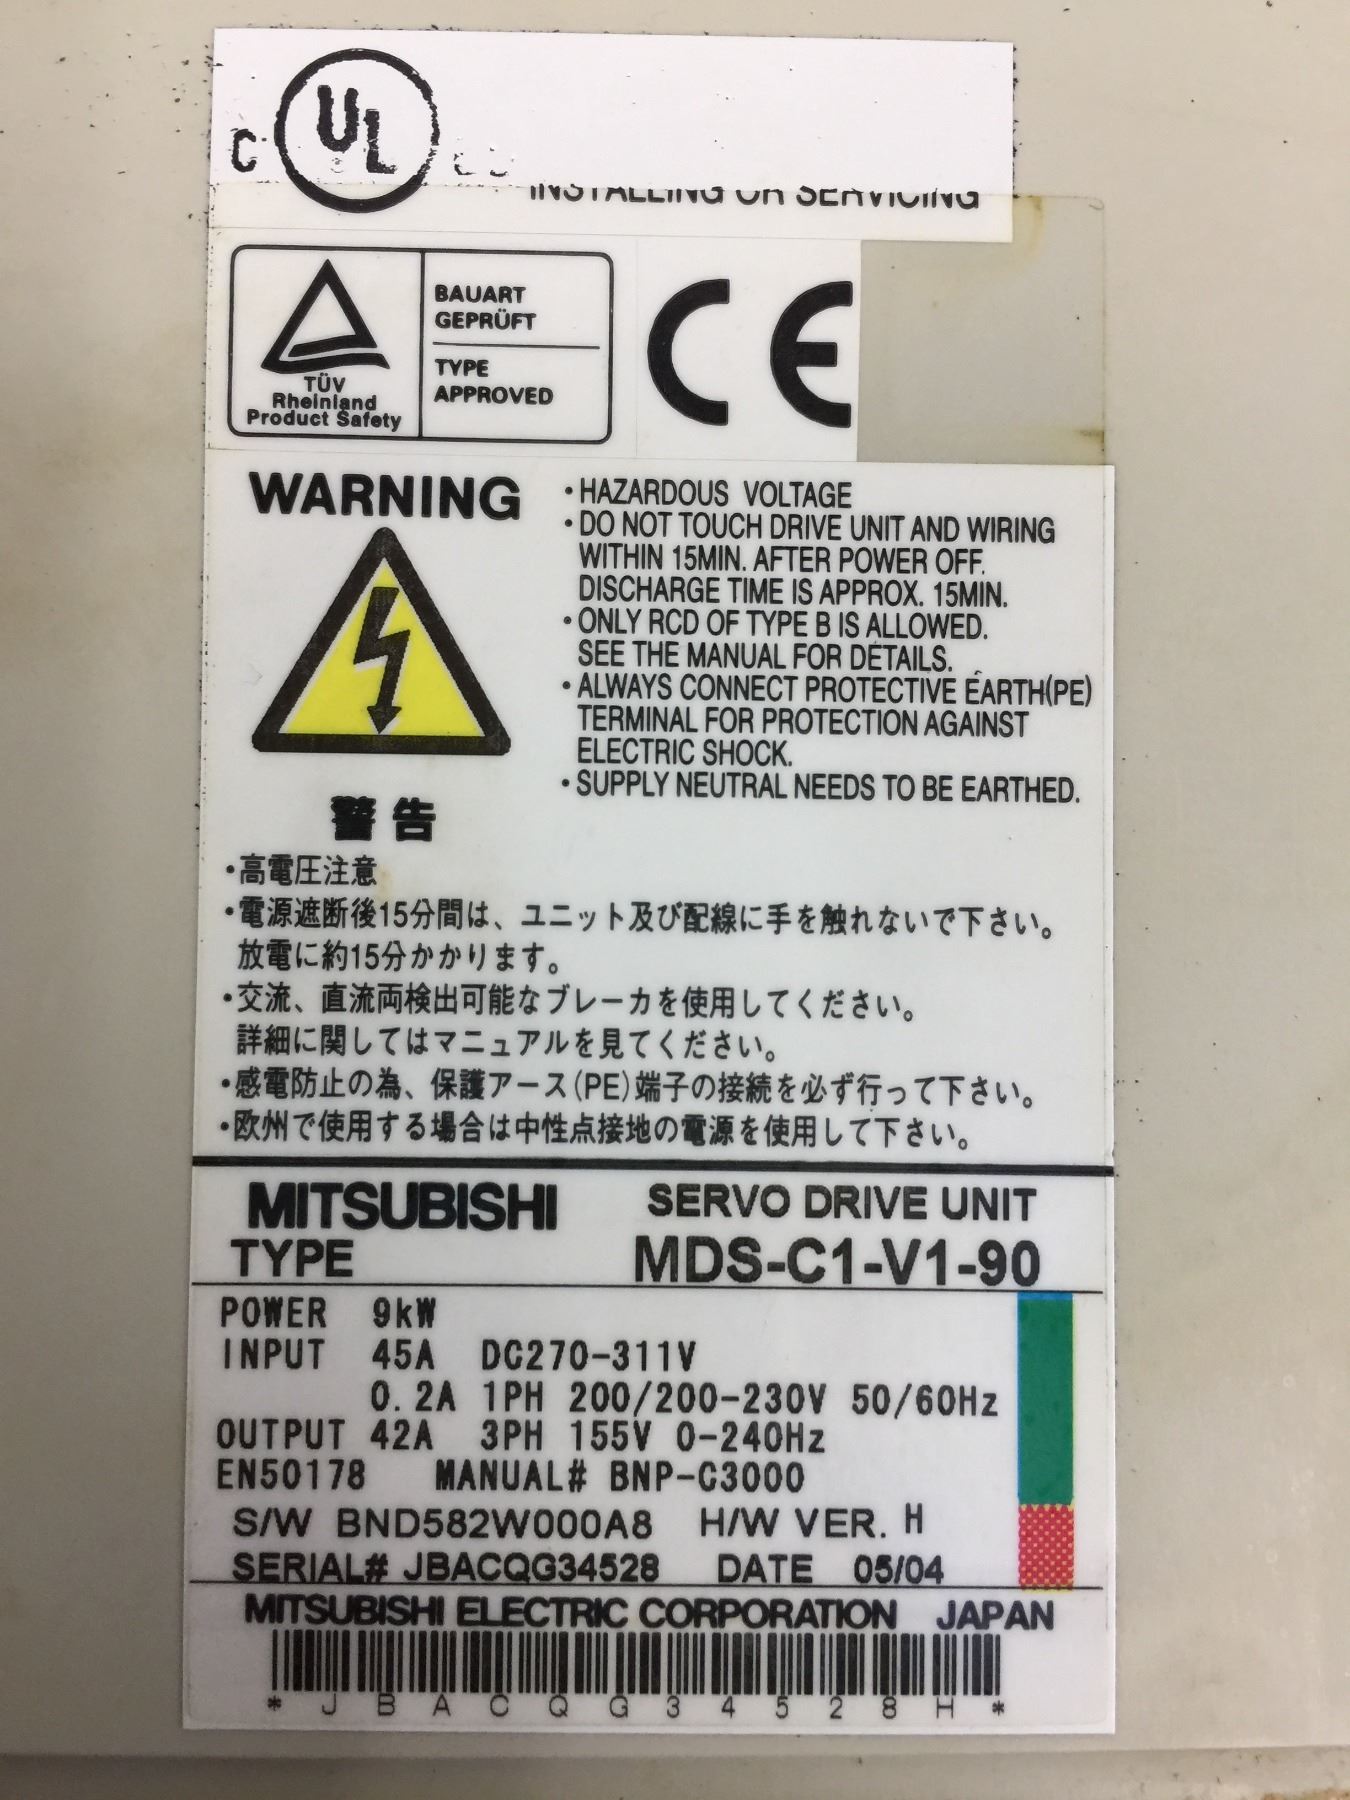 C UL
INSTALLING OR SERVICING
TÜV
Rheinland
Product Safety
BAUART
GEPRÜFT
TYPE
APPROVED
CE
WARNING
・HAZARDOUS VOLTAGE
・DO NOT TOUCH DRIVE UNIT AND WIRING
WITHIN 15MIN. AFTER POWER OFF.
DISCHARGE TIME IS APPROX. 15MIN.
・ONLY RCD OF TYPE B IS ALLOWED.
SEE THE MANUAL FOR DETAILS.
・ALWAYS CONNECT PROTECTIVE EARTH(PE)
TERMINAL FOR PROTECTION AGAINST
ELECTRIC SHOCK.
・SUPPLY NEUTRAL NEEDS TO BE EARTHED.
警告
・高電圧注意
・電源遮断後15分間は、ユニット及び配線に手を触れないで下さい。
放電に約15分かかります。
・交流、直流両検出可能なブレーカを使用してください。
詳細に関してはマニュアルを見てください。
・感電防止の為、保護アース(PE)端子の接続を必ず行って下さい。
・欧州で使用する場合は中性点接地の電源を使用して下さい。
MITSUBISHI SERVO DRIVE UNIT
TYPE MDS-C1-V1-90
POWER 9kW
INPUT 45A DC270-311V
0.2A 1PH 200/200-230V 50/60Hz
OUTPUT 42A 3PH 155V 0-240Hz
EN50178 MANUAL# BNP-C3000
S/W BND582W000A8 H/W VER. H
SERIAL# JBACQG34528 DATE 05/04
MITSUBISHI ELECTRIC CORPORATION JAPAN
*JBACQG34528H*